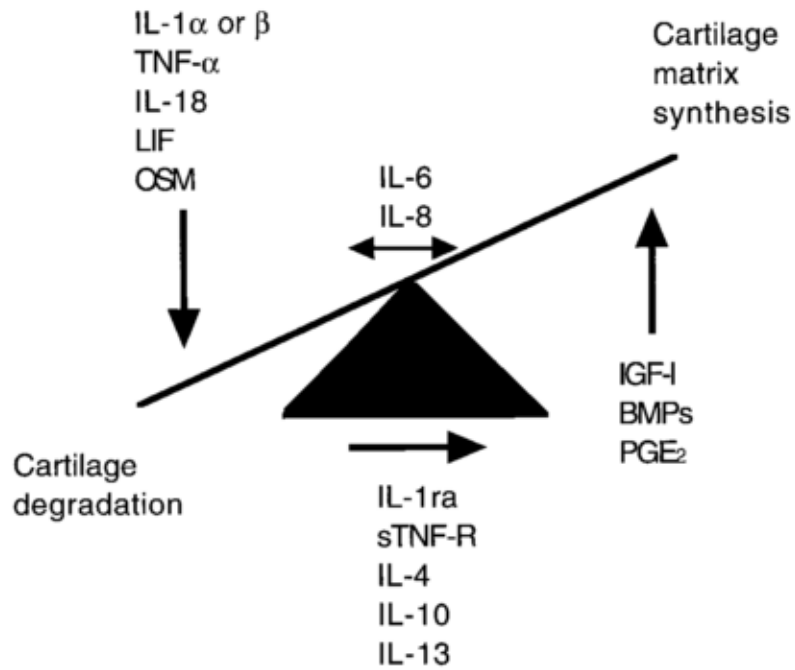 IL-1α or β
TNF-α
IL-18
LIF
OSM
Cartilage
matrix
synthesis
IL-6
IL-8
IGF-I
BMPs
PGE₂
Cartilage
degradation
IL-1ra
sTNF-R
IL-4
IL-10
IL-13